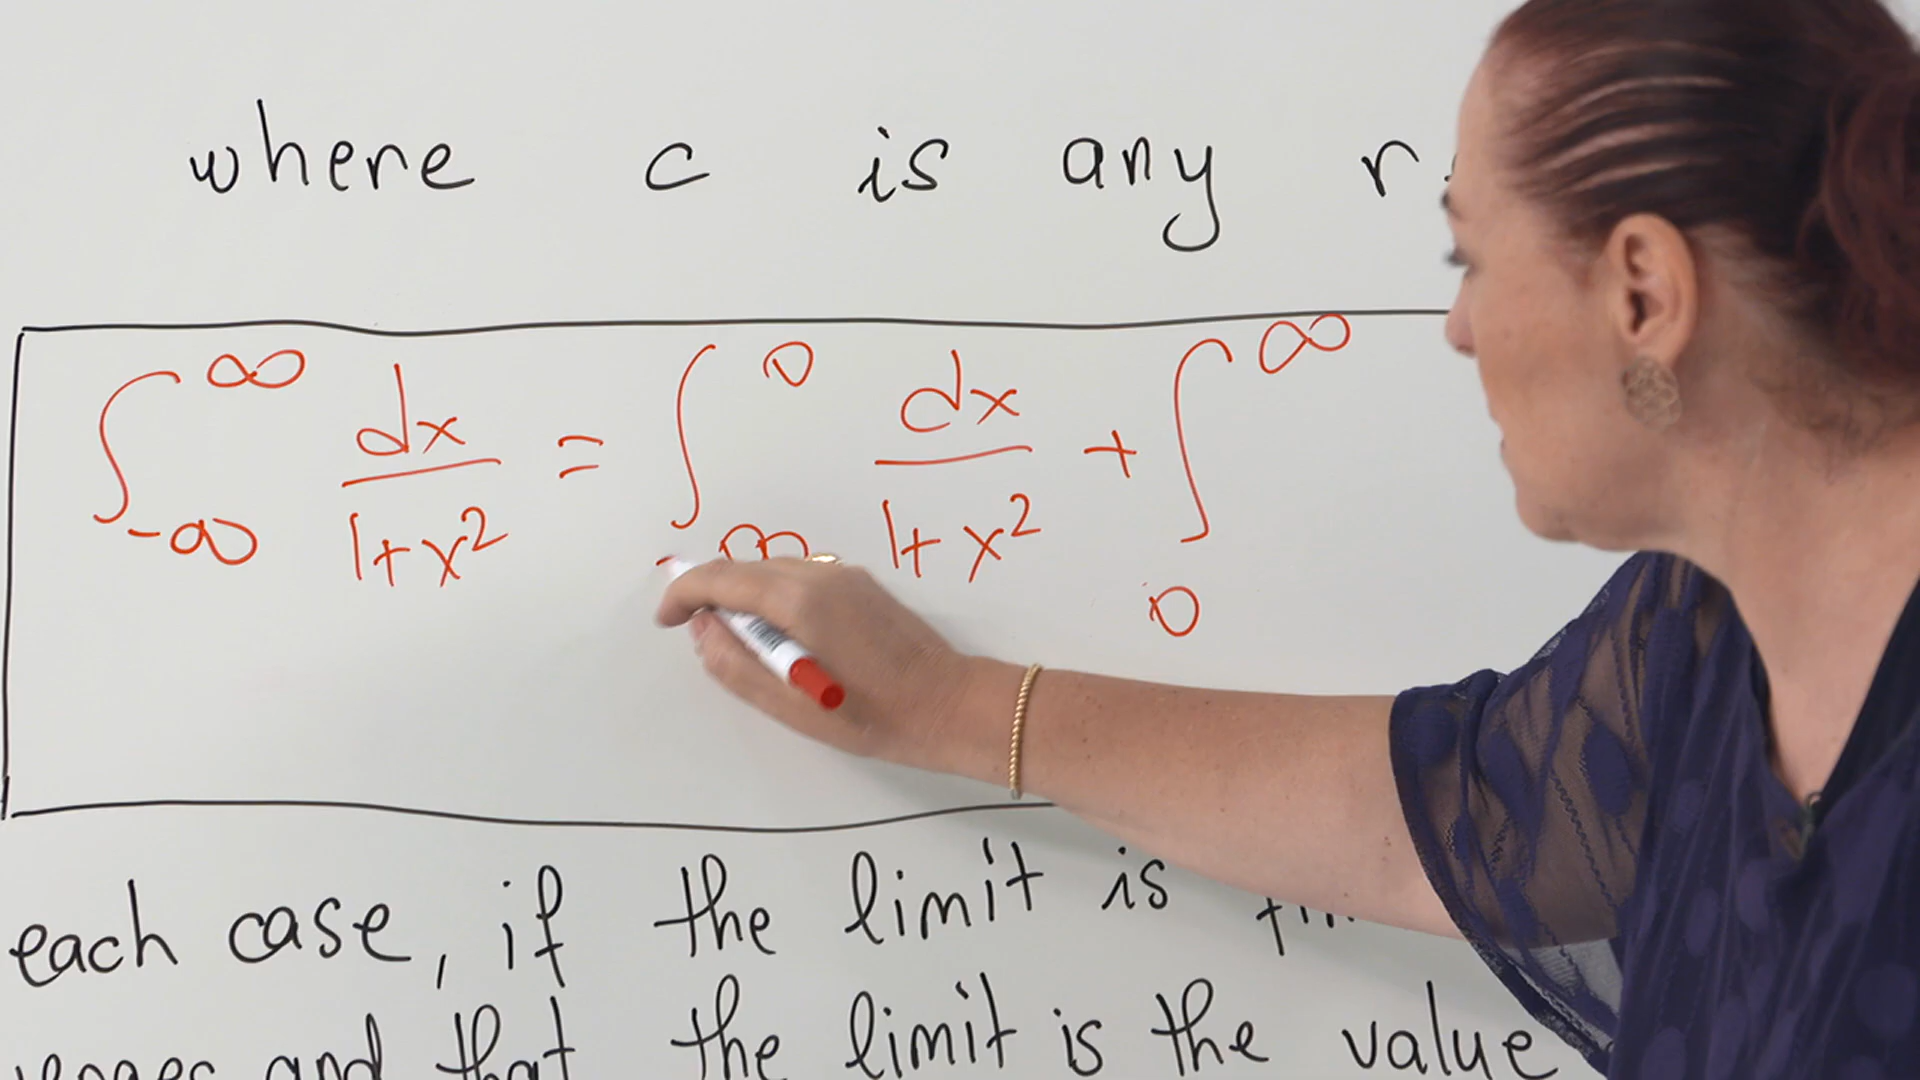 where c is any
∫_{-∞}^{∞} dx/(1+x²) = ∫_{-∞}^{0} dx/(1+x²) + ∫_{0}^{∞}
each case, if the limit is
and that the limit is the value